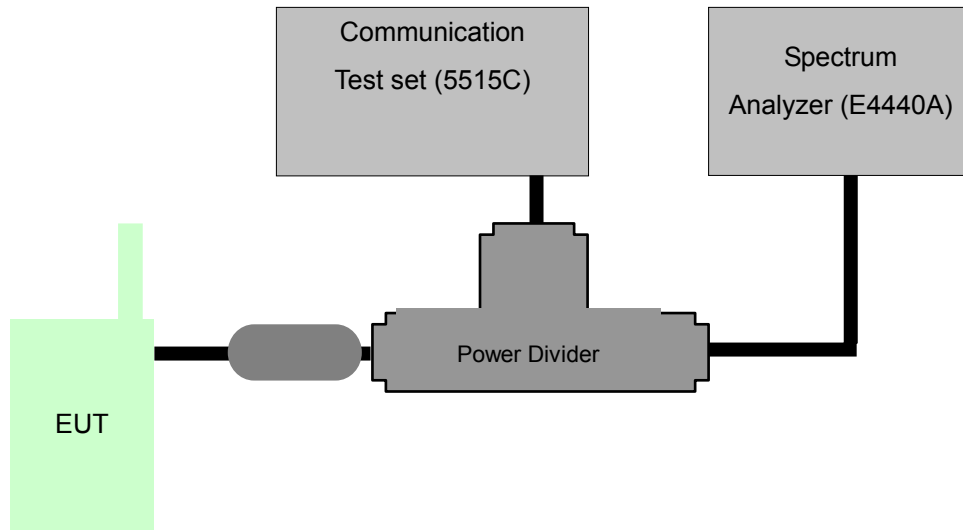 Communication
Test set (5515C)
Spectrum
Analyzer (E4440A)
Power Divider
EUT